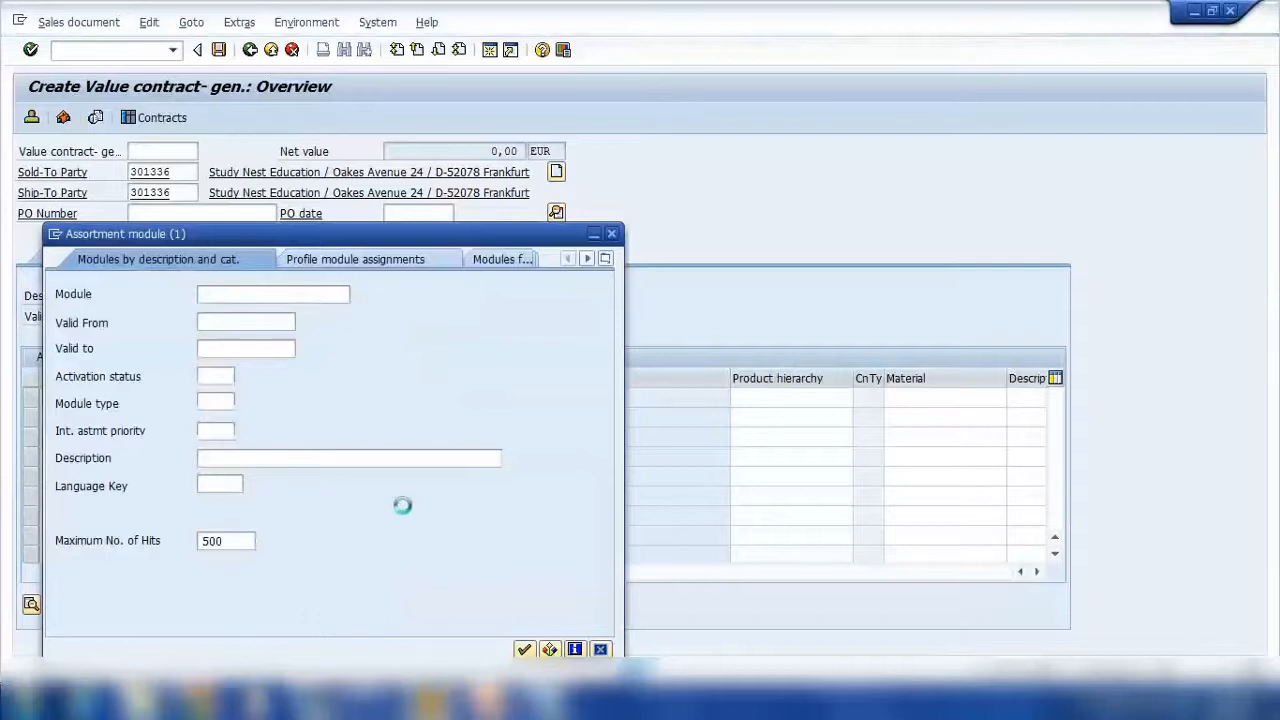 Sales document Edit Goto Extras Environment System Help
Create Value contract- gen.: Overview
Contracts
Value contract- ge... Net value 0,00 EUR
Sold-To Party 301336 Study Nest Education / Oakes Avenue 24 / D-52078 Frankfurt
Ship-To Party 301336 Study Nest Education / Oakes Avenue 24 / D-52078 Frankfurt
PO Number PO date
Assortment module (1)
Modules by description and cat. Profile module assignments Modules f...
Module
Valid From
Valid to
Activation status
Module type
Int. astmt priority
Description
Language Key
Maximum No. of Hits 500
Des
Vali
A
Product hierarchy CnTy Material Descrip